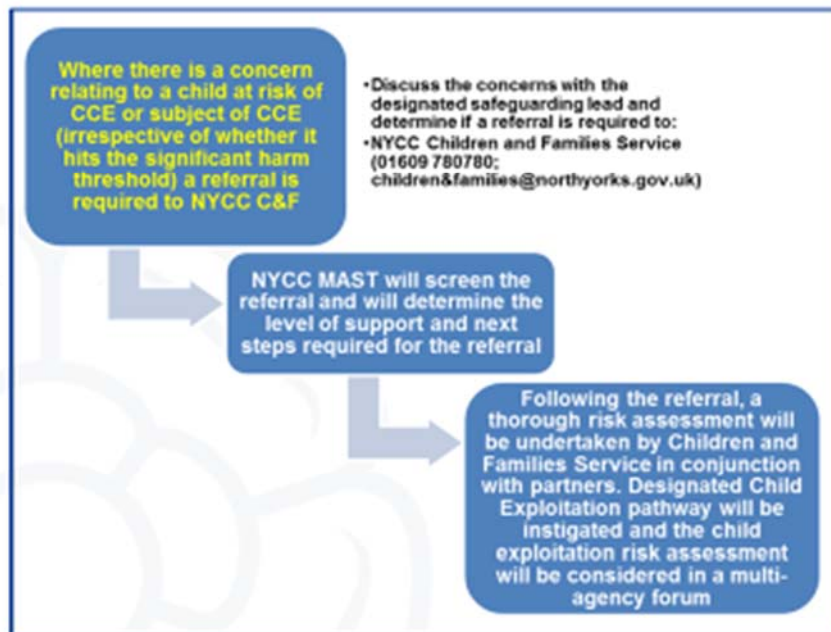 Where there is a concern
relating to a child at risk of
CCE or subject of CCE
(irrespective of whether it
hits the significant harm
threshold) a referral is
required to NYCC C&F
•Discuss the concerns with the
designated safeguarding lead and
determine if a referral is required to:
•NYCC Children and Families Service
(01609 780780;
children&families@northyorks.gov.uk)
NYCC MAST will screen the
referral and will determine the
level of support and next
steps required for the referral
Following the referral, a
thorough risk assessment will
be undertaken by Children and
Families Service in conjunction
with partners. Designated Child
Exploitation pathway will be
instigated and the child
exploitation risk assessment
will be considered in a multi-
agency forum